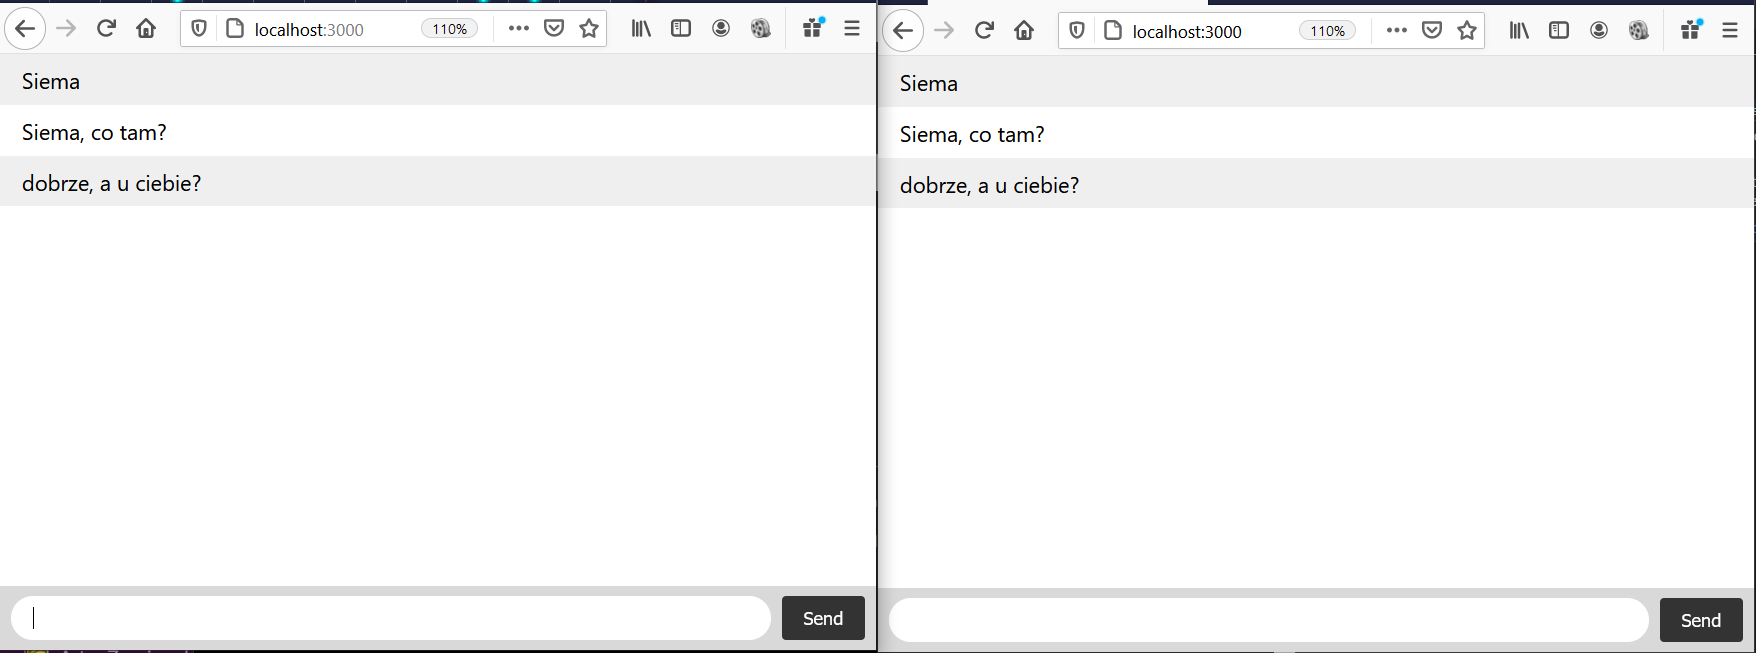 localhost:3000
110%
Siema
Siema, co tam?
dobrze, a u ciebie?
Send
localhost:3000
110%
Siema
Siema, co tam?
dobrze, a u ciebie?
Send